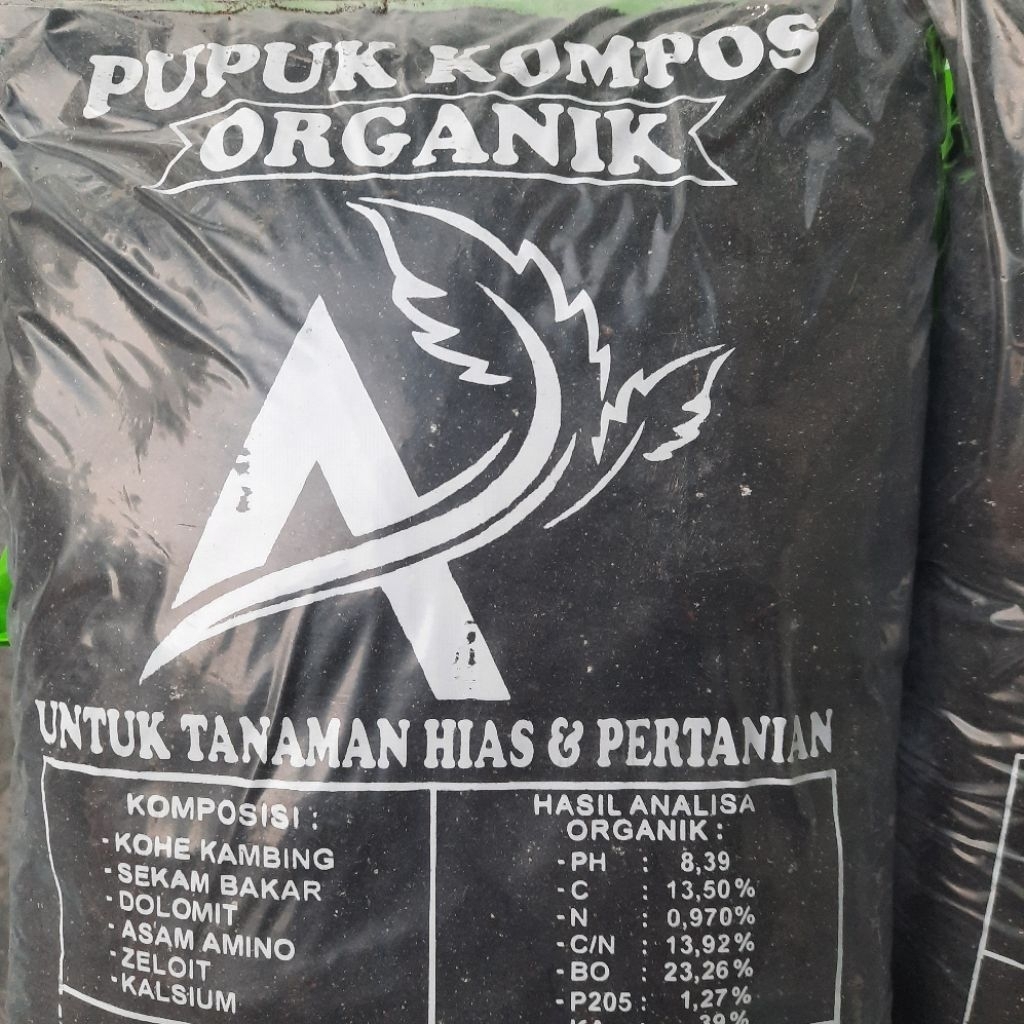 PUPUK KOMPOS
ORGANIK
A
UNTUK TANAMAN HIAS & PERTANIAN
KOMPOSISI :
-KOHE KAMBING
-SEKAM BAKAR
-DOLOMIT
-ASAM AMINO
-ZELOIT
-KALSIUM
HASIL ANALISA
ORGANIK :
-PH : 8,39
-C : 13,50%
-N : 0,970%
-C/N : 13,92%
-BO : 23,26%
-P205 : 1,27%